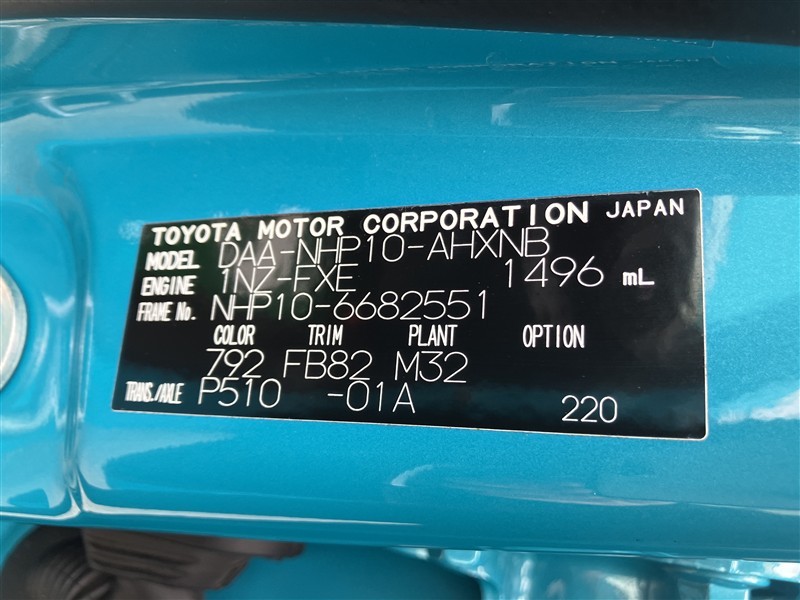 TOYOTA MOTOR CORPORATION JAPAN
MODEL DAA-NHP10-AHXNB
ENGINE 1NZ-FXE 1496 mL
FRAME No. NHP10-6682551
COLOR TRIM PLANT OPTION
792 FB82 M32
TRANS./AXLE P510 -01A
220